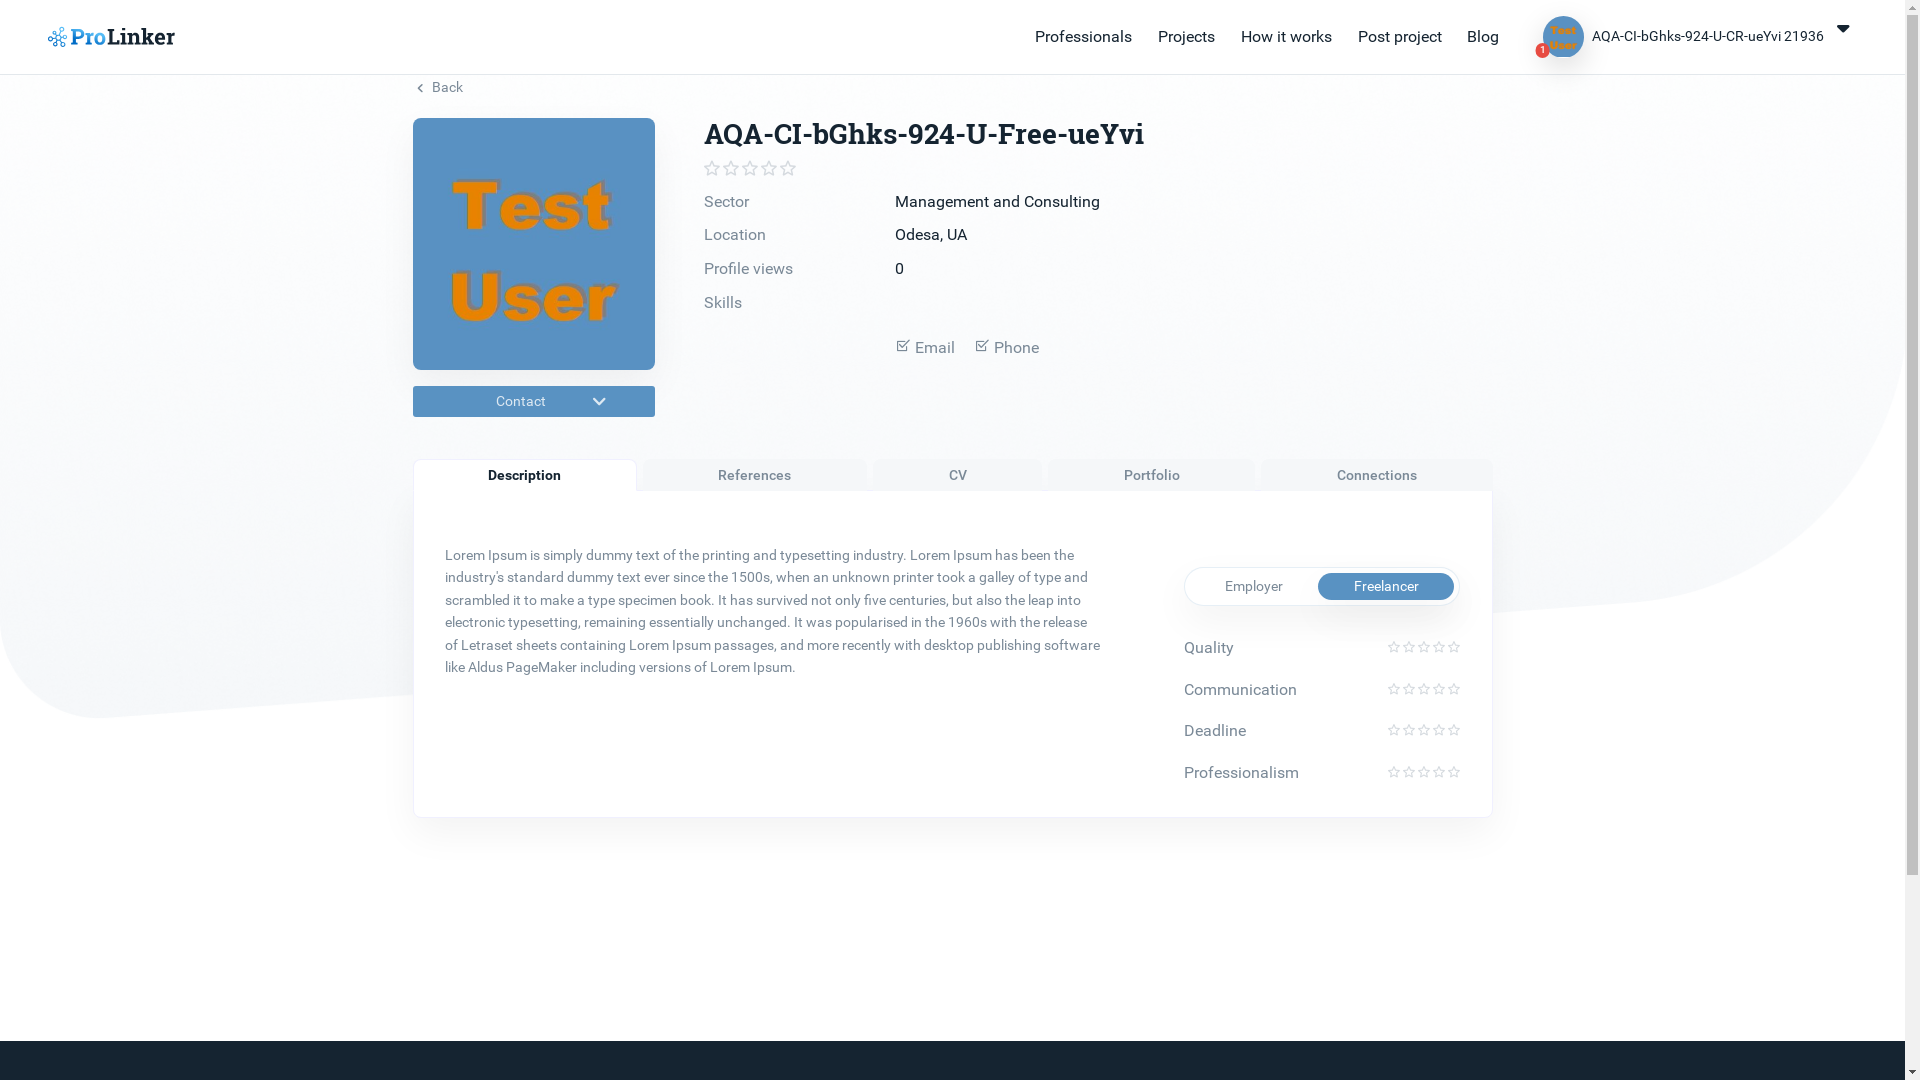 ProLinker
Professionals
Projects
How it works
Post project
Blog
Test
User
1
AQA-CI-bGhks-924-U-CR-ueYvi 21936
Back
Test
User
Contact
AQA-CI-bGhks-924-U-Free-ueYvi
Sector Management and Consulting
Location Odesa, UA
Profile views 0
Skills
Email Phone
Description
References
CV
Portfolio
Connections
Lorem Ipsum is simply dummy text of the printing and typesetting industry. Lorem Ipsum has been the
industry's standard dummy text ever since the 1500s, when an unknown printer took a galley of type and
scrambled it to make a type specimen book. It has survived not only five centuries, but also the leap into
electronic typesetting, remaining essentially unchanged. It was popularised in the 1960s with the release
of Letraset sheets containing Lorem Ipsum passages, and more recently with desktop publishing software
like Aldus PageMaker including versions of Lorem Ipsum.
Employer
Freelancer
Quality
Communication
Deadline
Professionalism